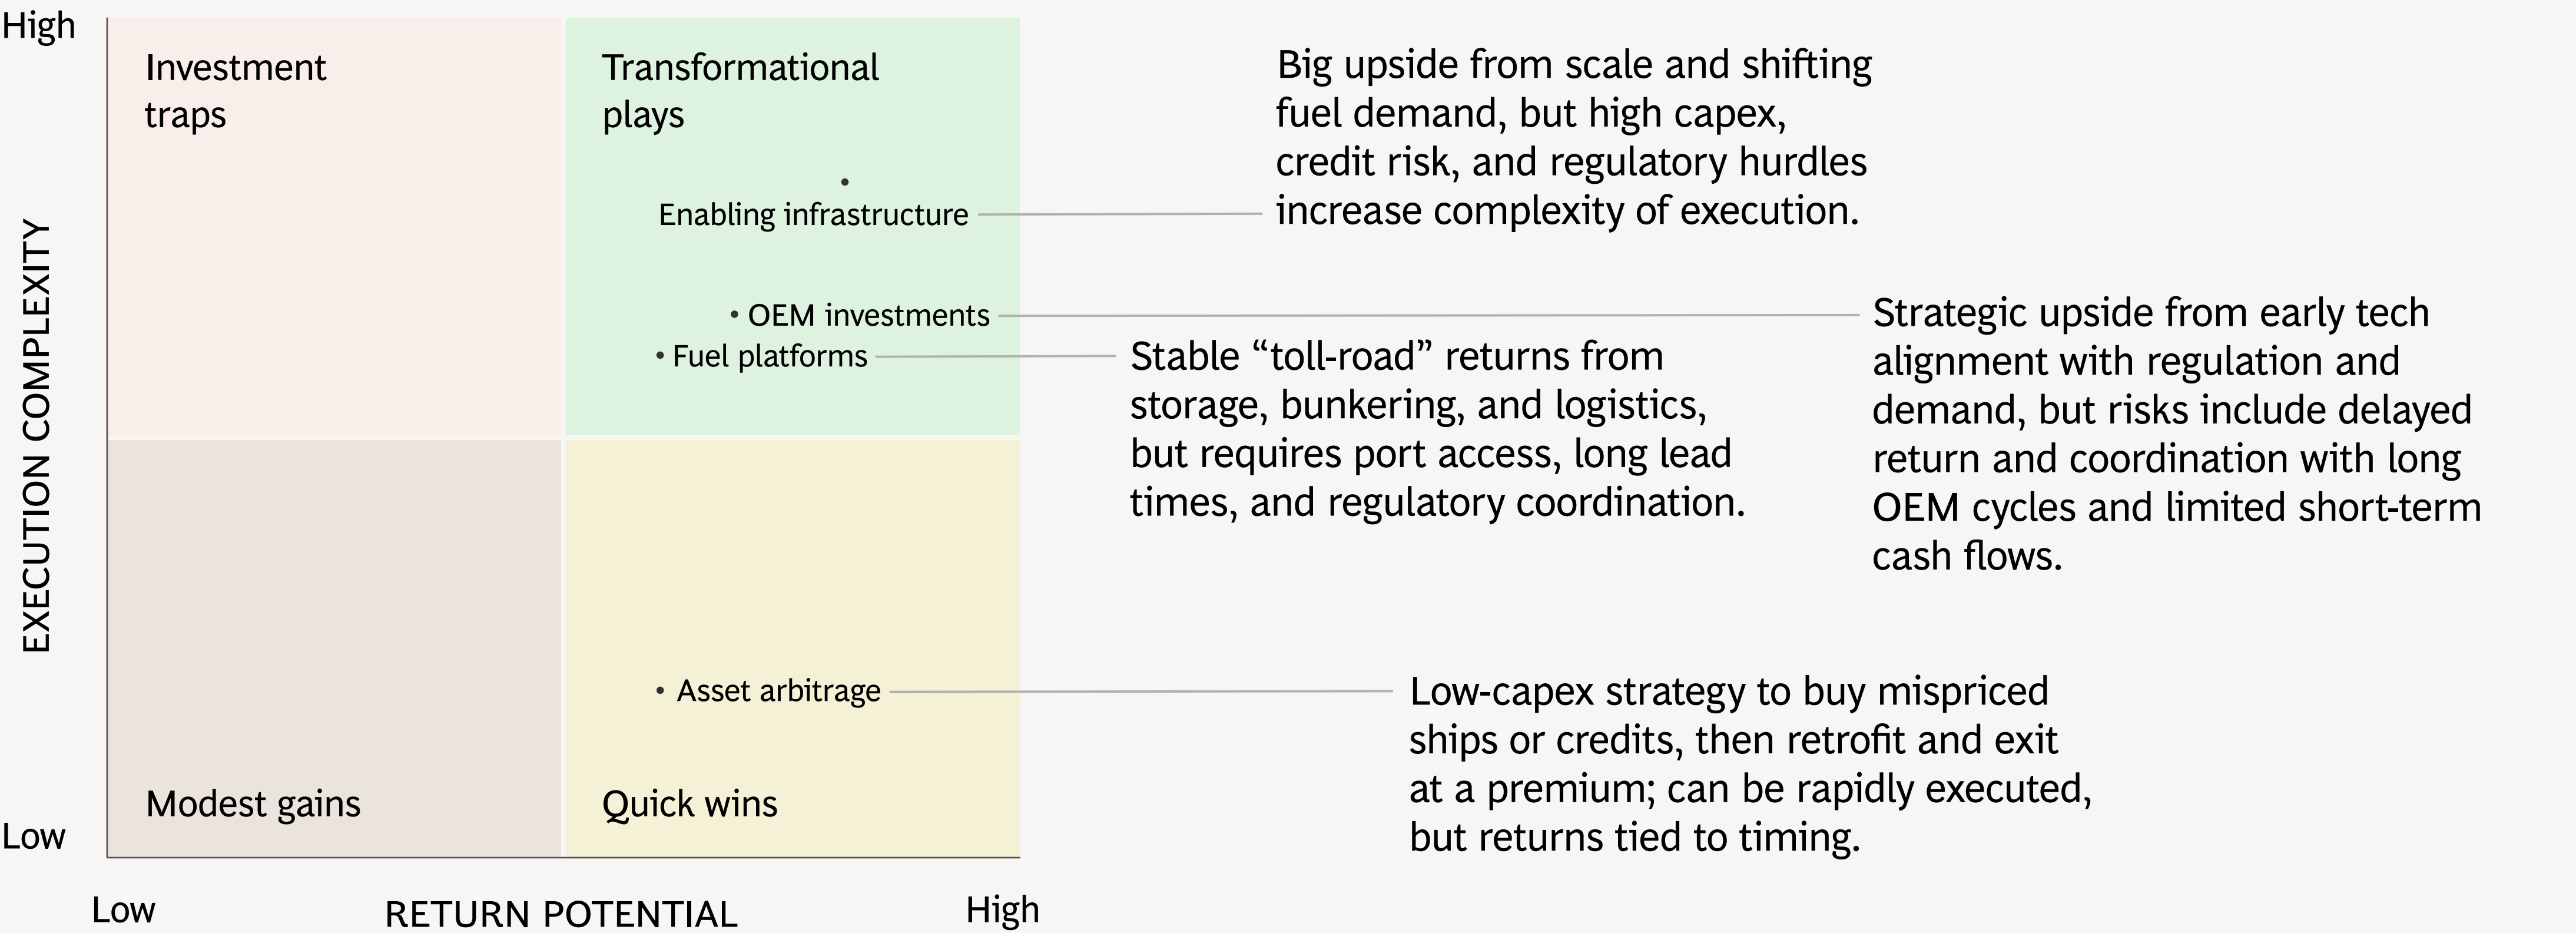 High
EXECUTION COMPLEXITY
Low
Low
RETURN POTENTIAL
High
Investment
traps
Transformational
plays
Enabling infrastructure
OEM investments
Fuel platforms
Modest gains
Quick wins
Asset arbitrage
Big upside from scale and shifting
fuel demand, but high capex,
credit risk, and regulatory hurdles
increase complexity of execution.
Strategic upside from early tech
alignment with regulation and
demand, but risks include delayed
return and coordination with long
OEM cycles and limited short-term
cash flows.
Stable “toll-road” returns from
storage, bunkering, and logistics,
but requires port access, long lead
times, and regulatory coordination.
Low-capex strategy to buy mispriced
ships or credits, then retrofit and exit
at a premium; can be rapidly executed,
but returns tied to timing.